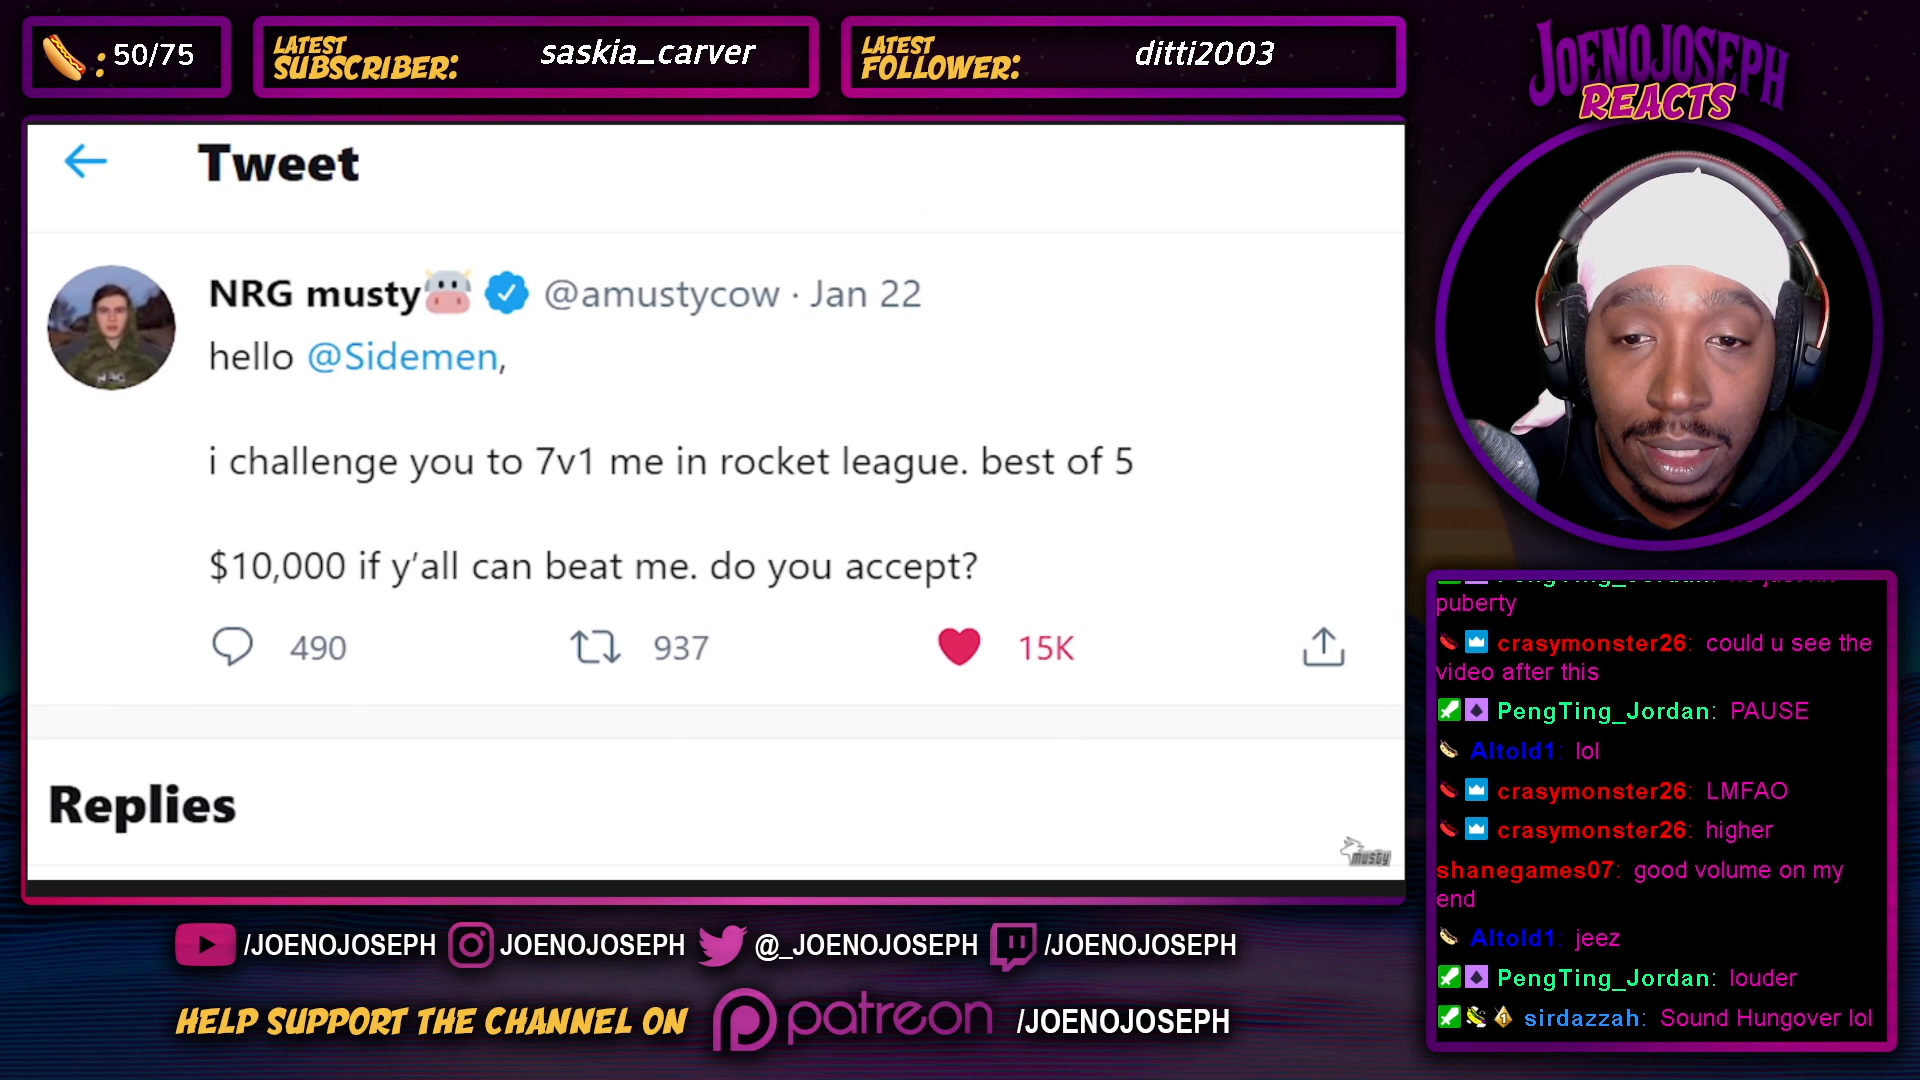 : 50/75
LATEST SUBSCRIBER: saskia_carver
LATEST FOLLOWER: ditti2003
JOENOJOSEPH
REACTS
Tweet
NRG musty @amustycow · Jan 22
hello @Sidemen,
i challenge you to 7v1 me in rocket league. best of 5
$10,000 if y'all can beat me. do you accept?
490 937 15K
Replies
musty
puberty
crasymonster26: could u see the
video after this
PengTing_Jordan: PAUSE
Altold1: lol
crasymonster26: LMFAO
crasymonster26: higher
shanegames07: good volume on my
end
Altold1: jeez
PengTing_Jordan: louder
sirdazzah: Sound Hungover lol
/JOENOJOSEPH JOENOJOSEPH @_JOENOJOSEPH /JOENOJOSEPH
HELP SUPPORT THE CHANNEL ON patreon /JOENOJOSEPH